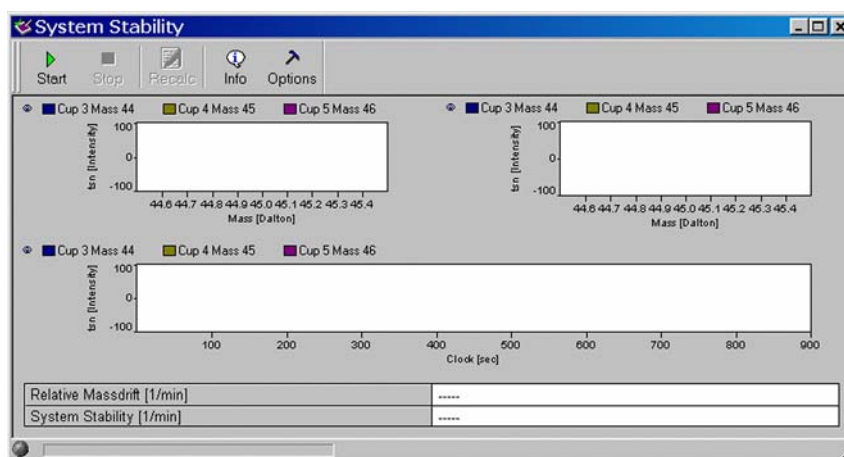 System Stability
Start Stop Recalc Info Options
Cup 3 Mass 44 Cup 4 Mass 45 Cup 5 Mass 46
100
0
-100
tsn [Intensity]
44.6 44.7 44.8 44.9 45.0 45.1 45.2 45.3 45.4
Mass [Dalton]
Cup 3 Mass 44 Cup 4 Mass 45 Cup 5 Mass 46
100
0
-100
tsn [Intensity]
44.6 44.7 44.8 44.9 45.0 45.1 45.2 45.3 45.4
Mass [Dalton]
Cup 3 Mass 44 Cup 4 Mass 45 Cup 5 Mass 46
100
0
-100
tsn [Intensity]
100 200 300 400 500 600 700 800 900
Clock [sec]
Relative Massdrift [1/min] -----
System Stability [1/min] -----